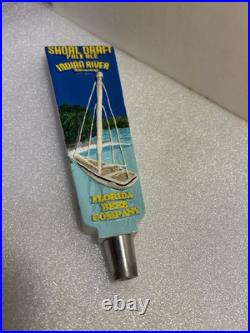 SHOAL DRAFT
PALE ALE
INDIAN RIVER
FLORIDA
BEER
COMPANY